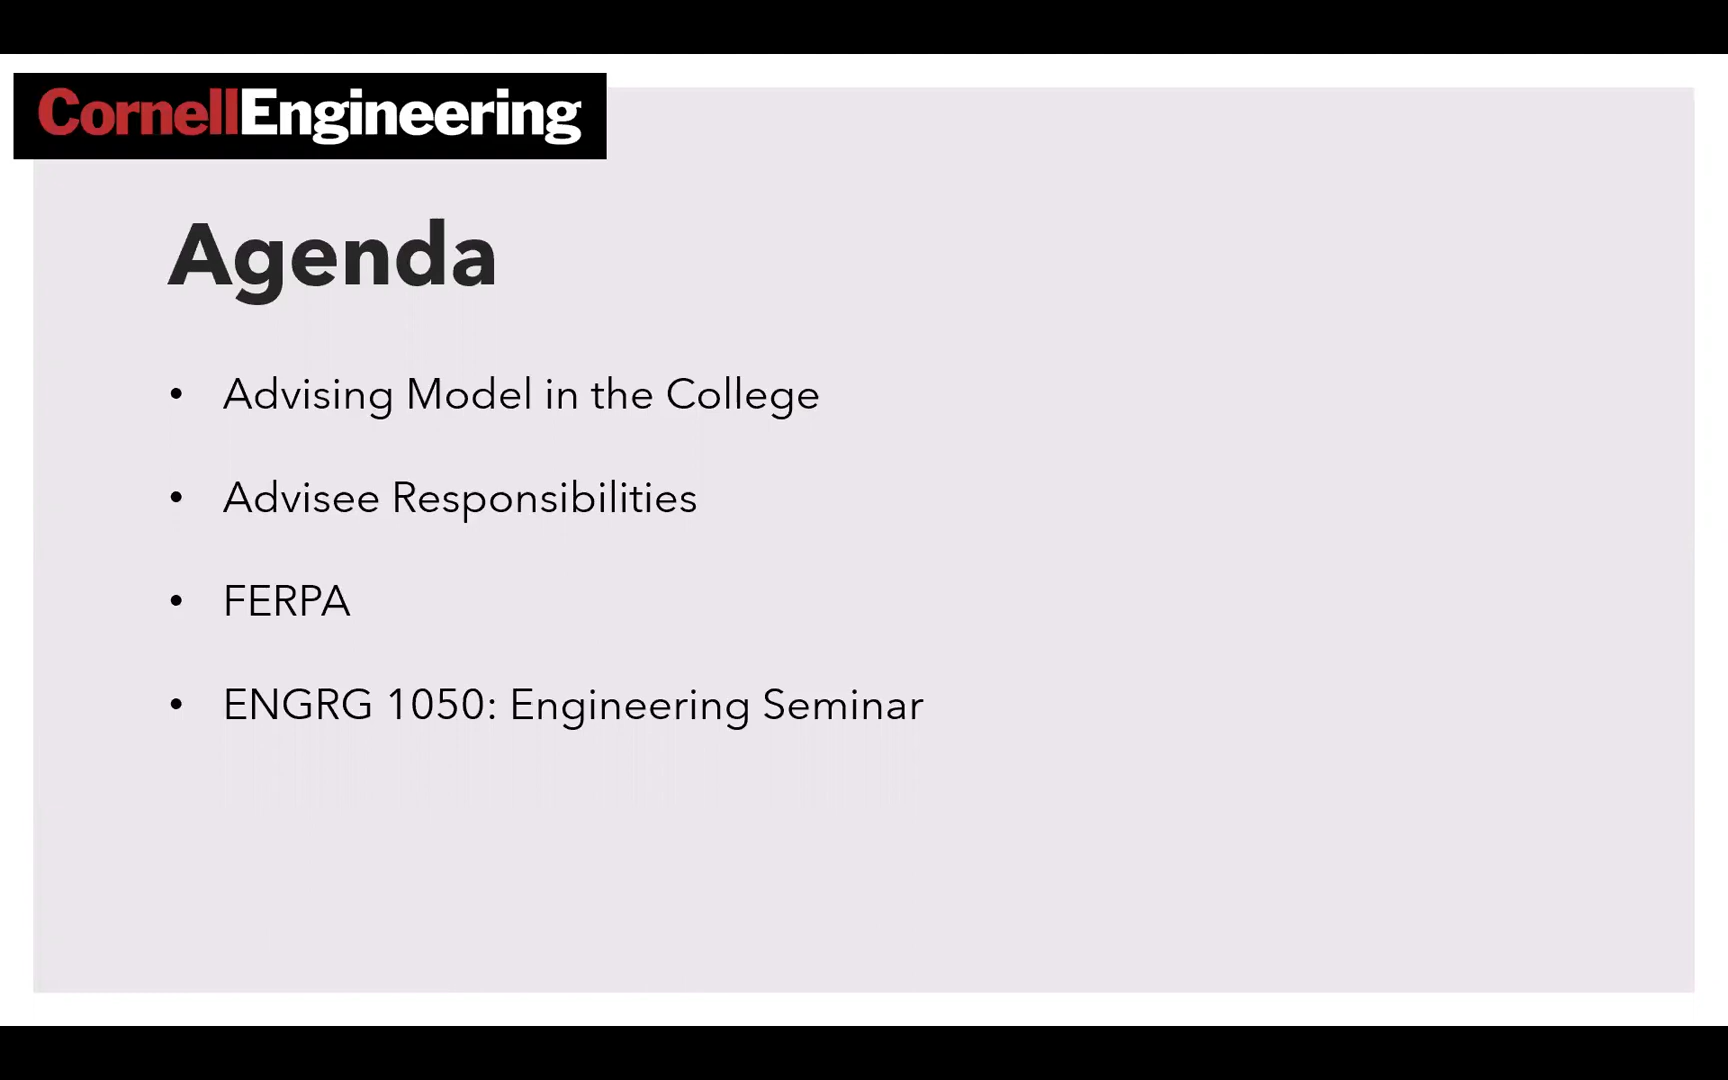 CornellEngineering
Agenda
• Advising Model in the College
• Advisee Responsibilities
• FERPA
• ENGRG 1050: Engineering Seminar